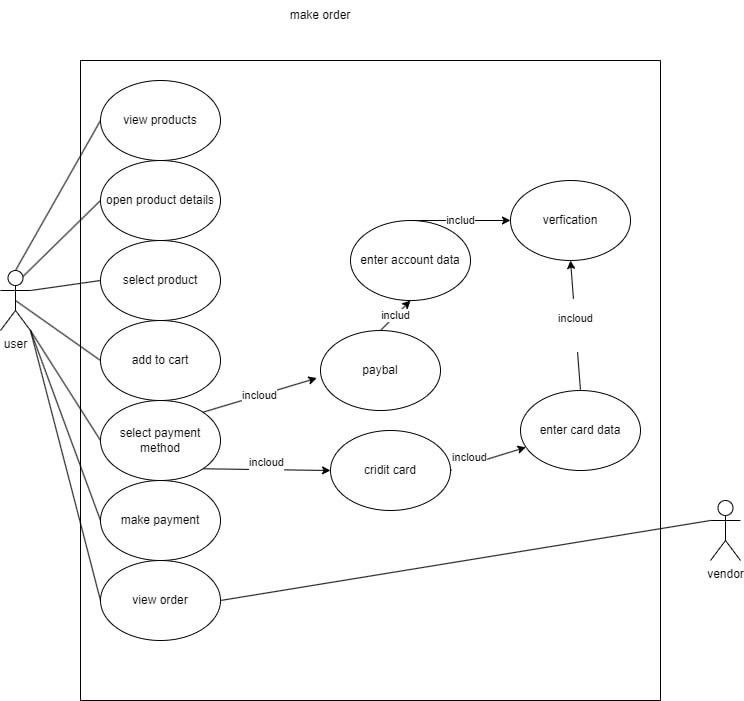 make order
view products
open product details
select product
add to cart
select payment
method
make payment
view order
user
enter account data
includ
verfication
includ
paybal
incloud
incloud
enter card data
incloud
cridit card
incloud
vendor